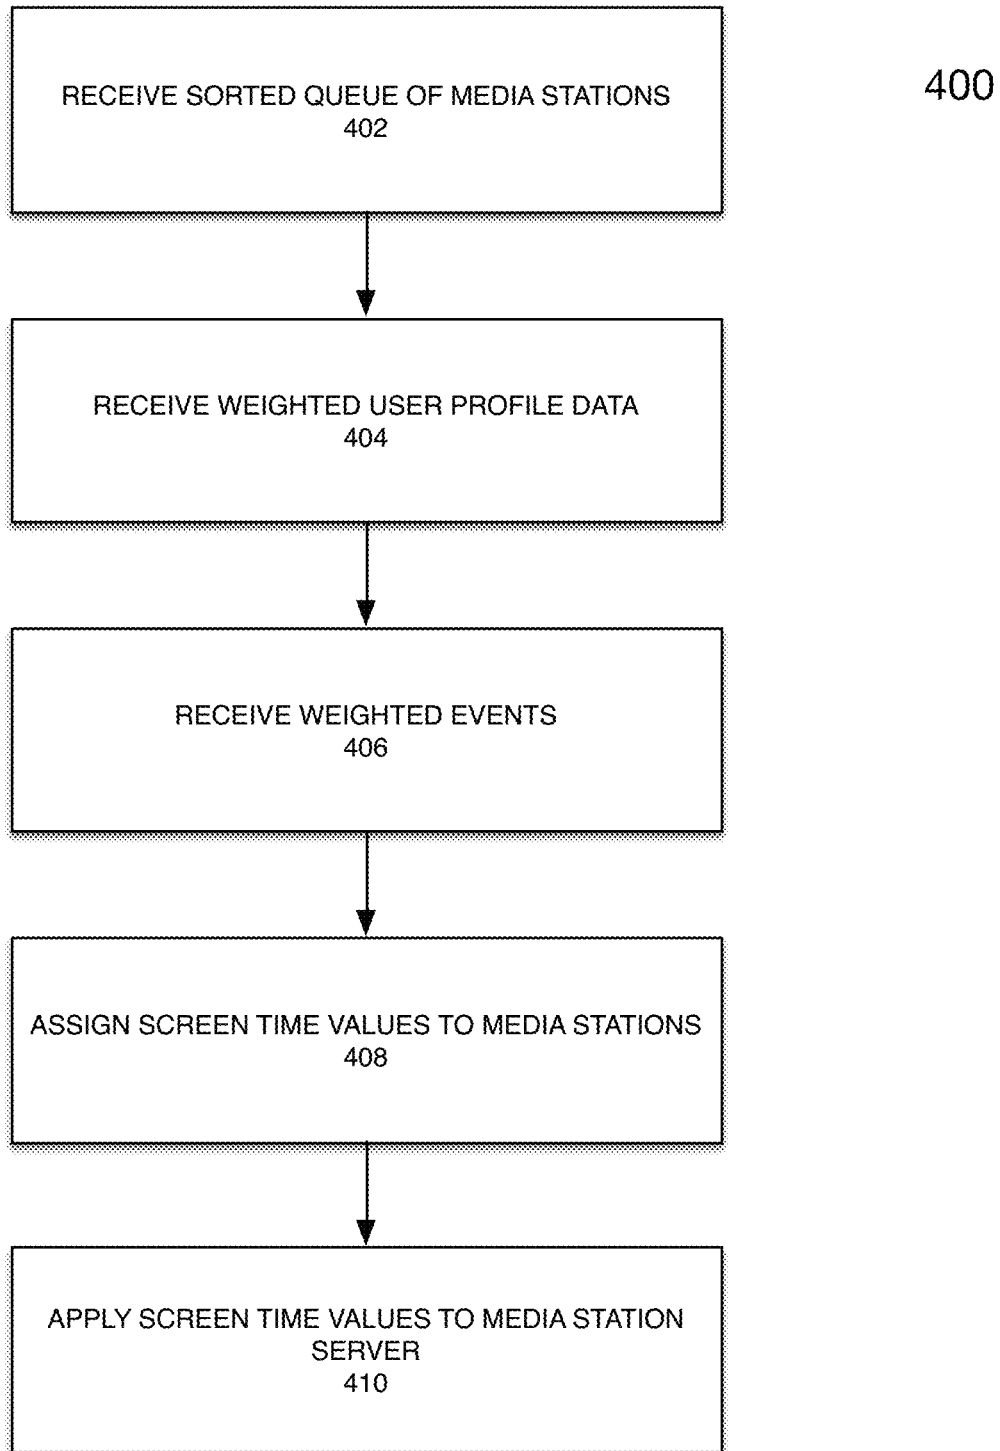 RECEIVE SORTED QUEUE OF MEDIA STATIONS
402
400
RECEIVE WEIGHTED USER PROFILE DATA
404
RECEIVE WEIGHTED EVENTS
406
ASSIGN SCREEN TIME VALUES TO MEDIA STATIONS
408
APPLY SCREEN TIME VALUES TO MEDIA STATION
SERVER
410